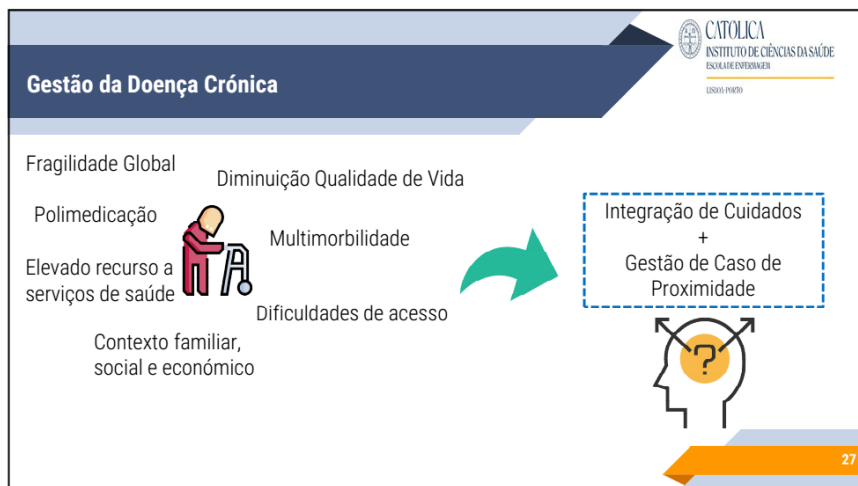 CATOLICA
INSTITUTO DE CIÊNCIAS DA SAÚDE
ESCOLA DE ENFERMAGEM
LISBOA·PORTO
Gestão da Doença Crónica
Fragilidade Global
Diminuição Qualidade de Vida
Polimedicação
Multimorbilidade
Elevado recurso a
serviços de saúde
Dificuldades de acesso
Contexto familiar,
social e económico
Integração de Cuidados
+
Gestão de Caso de
Proximidade
?
27